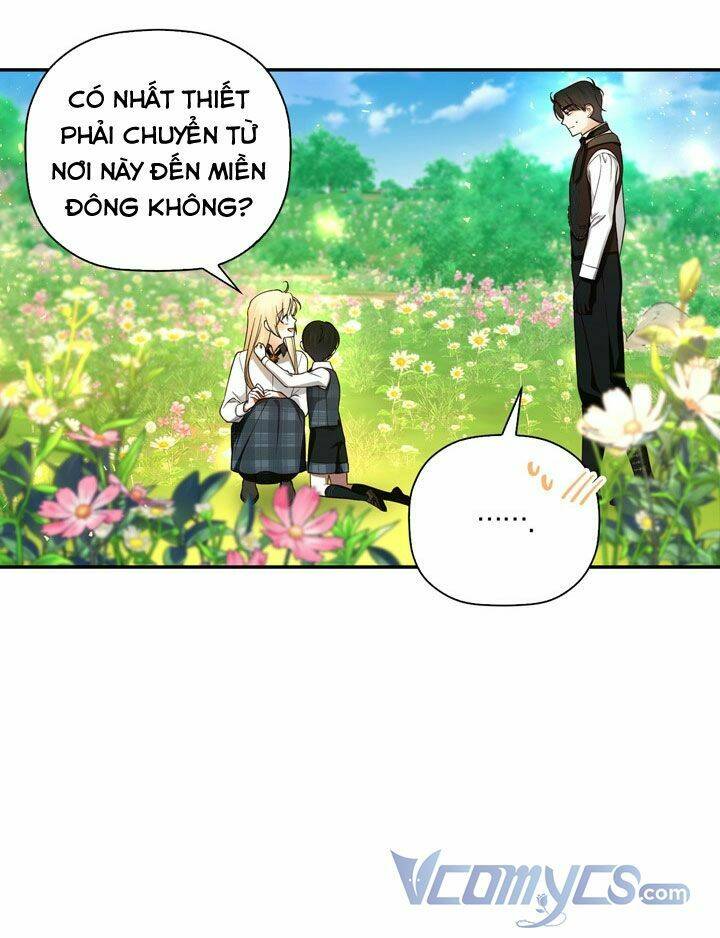 CÓ NHẤT THIẾT
PHẢI CHUYỂN TỪ
NƠI NÀY ĐẾN MIỀN
ĐÔNG KHÔNG?
.......
VCOMYCS.com